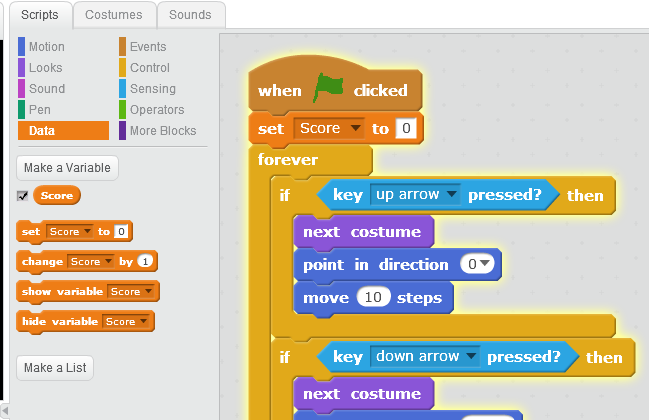 Scripts Costumes Sounds
Motion Events
Looks Control
Sound Sensing
Pen Operators
Data More Blocks
Make a Variable
Score
set Score to 0
change Score by 1
show variable Score
hide variable Score
Make a List
when clicked
set Score to 0
forever
if key up arrow pressed? then
next costume
point in direction 0
move 10 steps
if key down arrow pressed? then
next costume